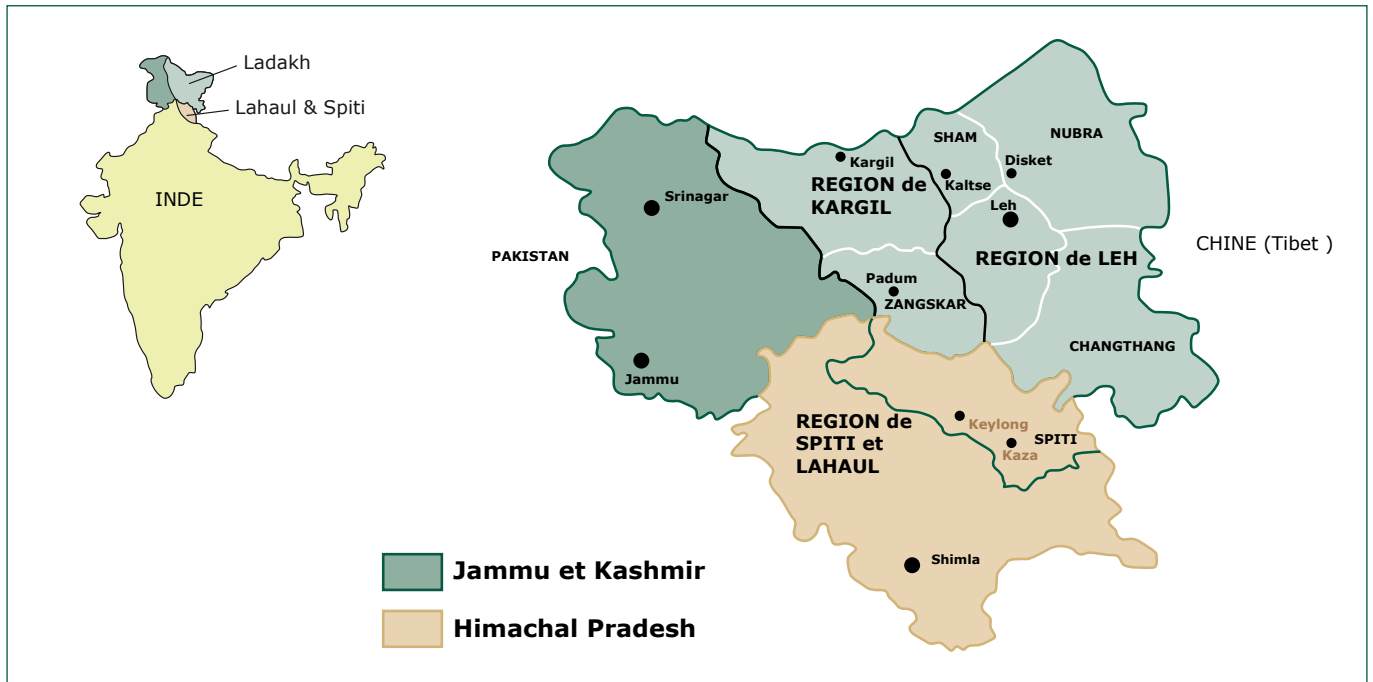 Ladakh
Lahaul & Spiti
INDE
PAKISTAN
Srinagar
Jammu
Kargil
REGION de
KARGIL
SHAM
Kaltse
NUBRA
Disket
Leh
REGION de LEH
CHINE (Tibet )
Padum
ZANGSKAR
CHANGTHANG
REGION de
SPITI et
LAHAUL
Keylong
SPITI
Kaza
Shimla
Jammu et Kashmir
Himachal Pradesh